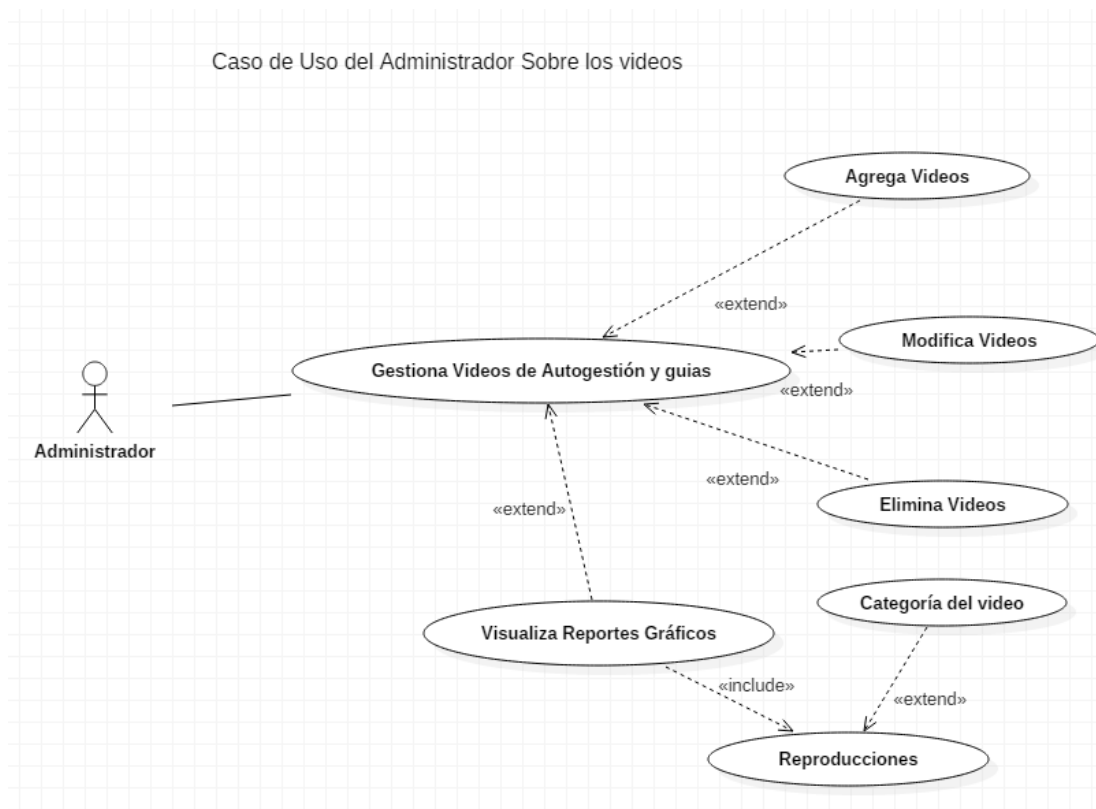 Caso de Uso del Administrador Sobre los videos
Agrega Videos
«extend»
Modifica Videos
Gestiona Videos de Autogestión y guias
«extend»
Administrador
«extend»
Elimina Videos
«extend»
Categoría del video
Visualiza Reportes Gráficos
«include»
«extend»
Reproducciones